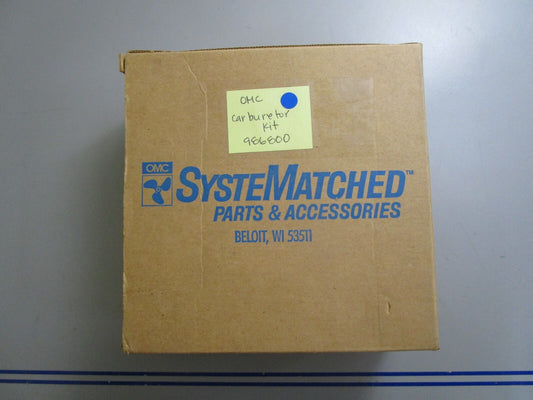 OMC
carburetor
kit
986800
OMC
SYSTEMATCHED™
PARTS & ACCESSORIES
BELOIT, WI 53511